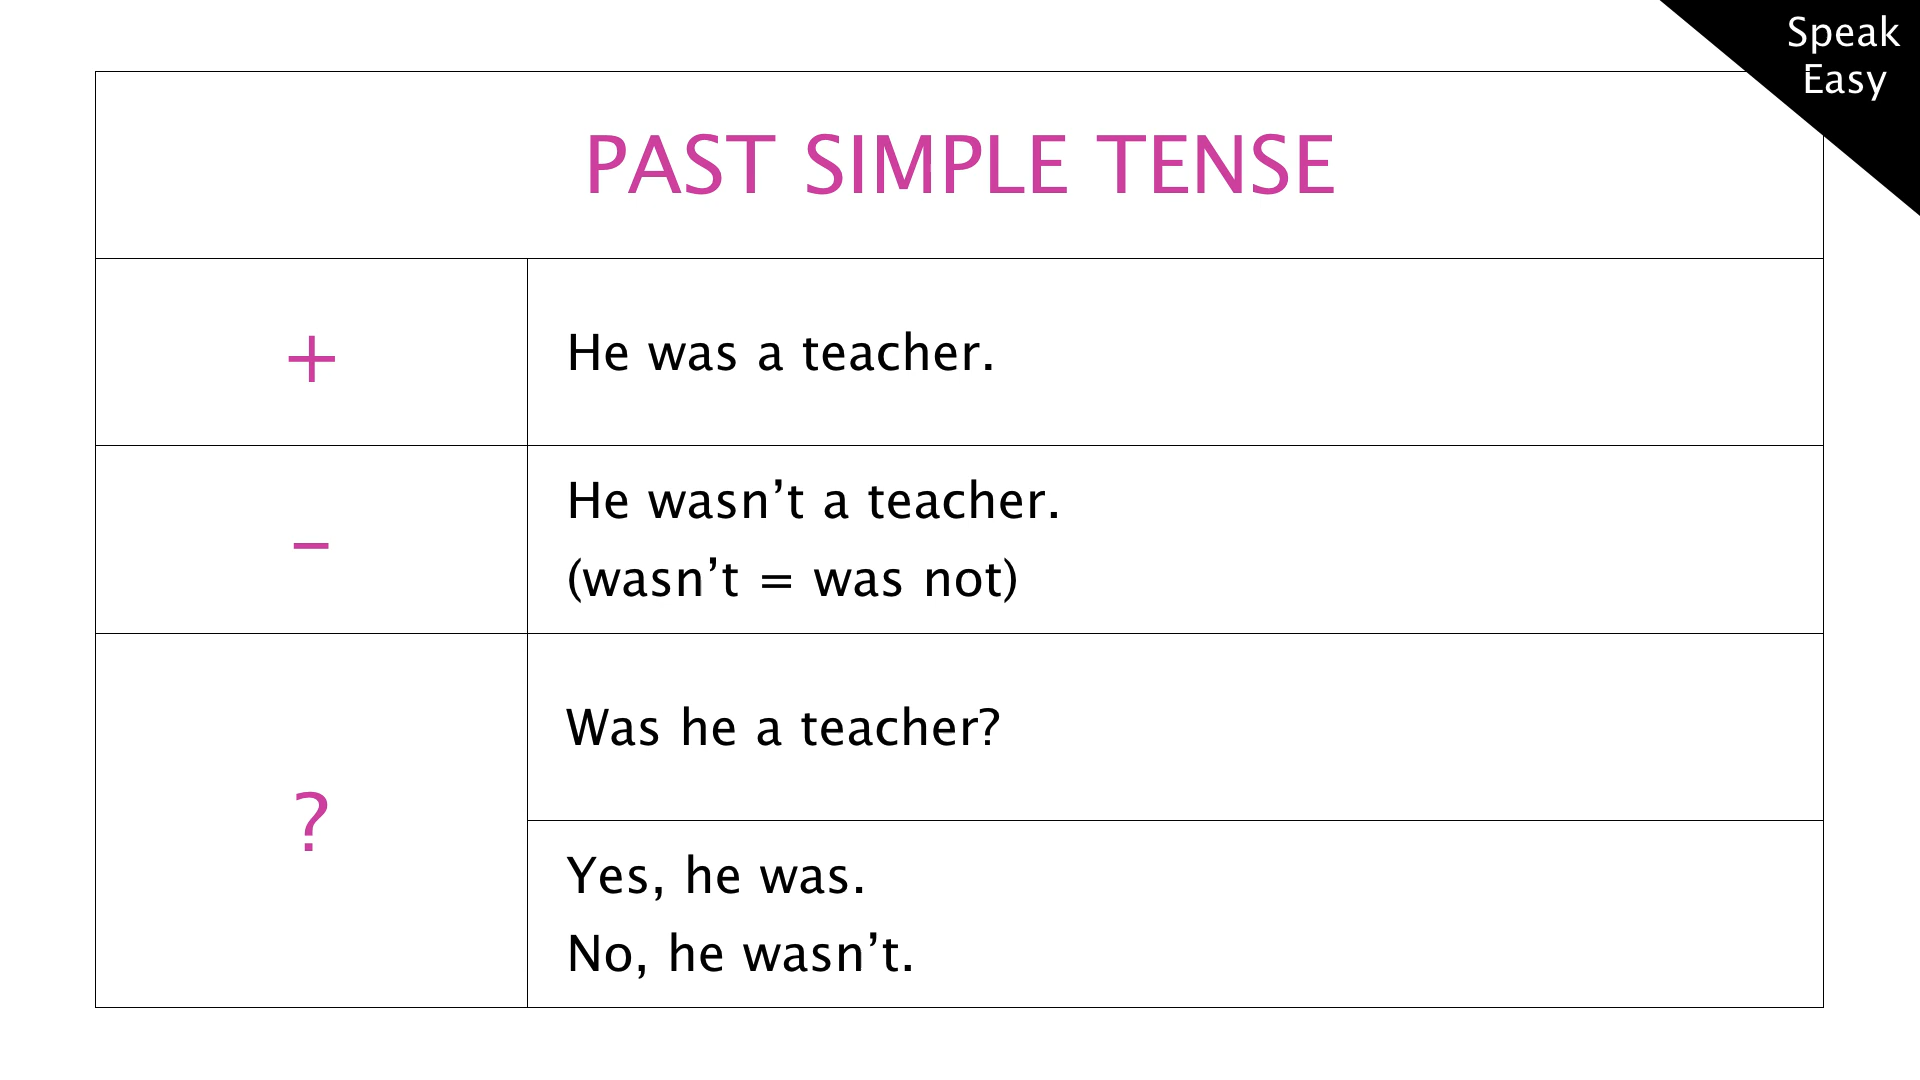 Speak
Easy
PAST SIMPLE TENSE
+
He was a teacher.
–
He wasn’t a teacher.
(wasn’t = was not)
?
Was he a teacher?
Yes, he was.
No, he wasn’t.